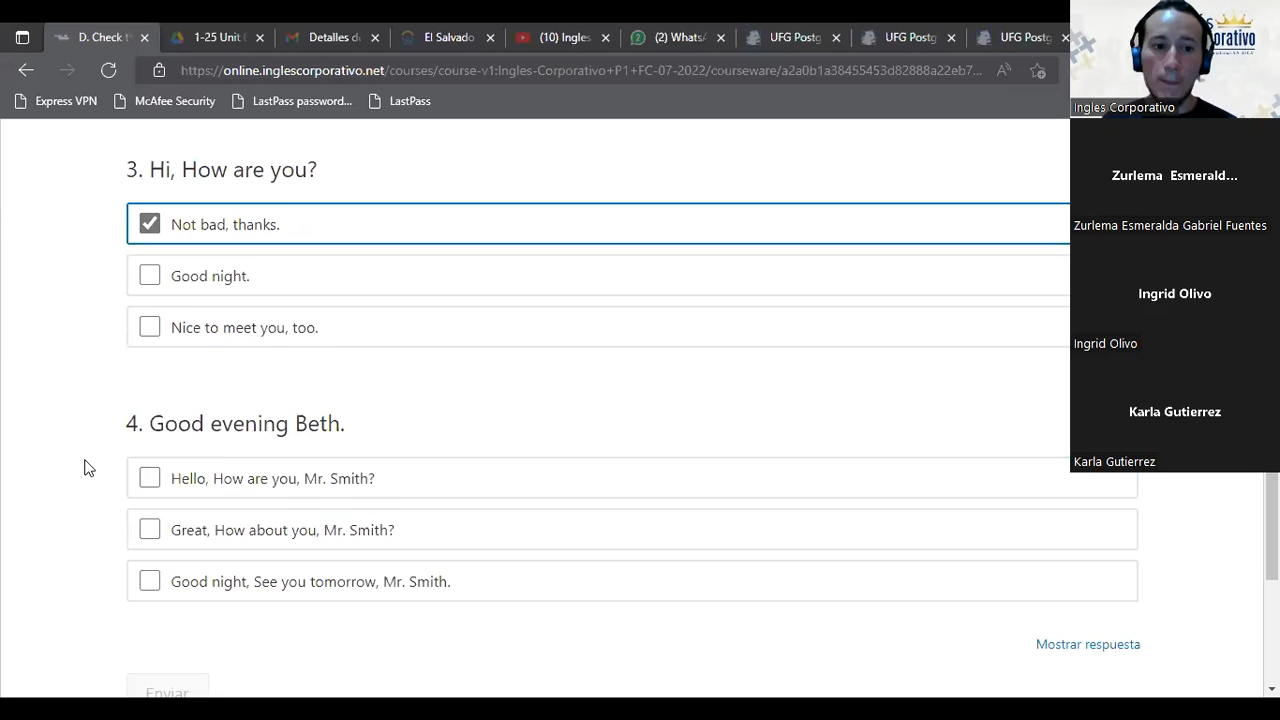 D. Check t
1-25 Unit
Detalles d
El Salvado
(10) Ingles
(2) Whats
UFG Postg
UFG Postg
UFG Postg
https://online.inglescorporativo.net/courses/course-v1:Ingles-Corporativo+P1+FC-07-2022/courseware/a2a0b1a38455453d82888a22eb7...
Express VPN
McAfee Security
LastPass password...
LastPass
orativo
Ingles Corporativo
Zurlema Esmerald...
Zurlema Esmeralda Gabriel Fuentes
Ingrid Olivo
Ingrid Olivo
Karla Gutierrez
Karla Gutierrez
3. Hi, How are you?
Not bad, thanks.
Good night.
Nice to meet you, too.
4. Good evening Beth.
Hello, How are you, Mr. Smith?
Great, How about you, Mr. Smith?
Good night, See you tomorrow, Mr. Smith.
Mostrar respuesta
Enviar